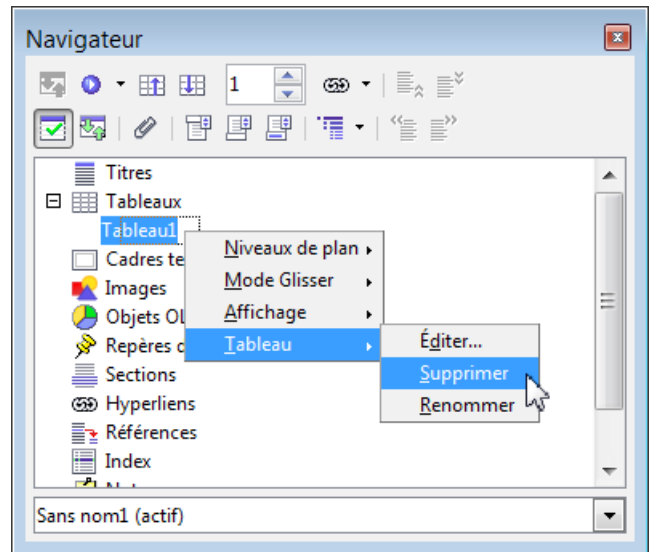 Navigateur
1
Titres
Tableaux
Tableau1
Niveaux de plan
Cadres te
Mode Glisser
Images
Affichage
Objets OL
Tableau
Éditer...
Repères
Supprimer
Sections
Renommer
Hyperliens
Références
Index
Sans nom1 (actif)